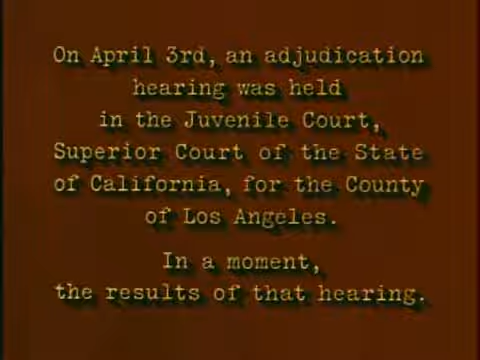 On April 3rd, an adjudication
hearing was held
in the Juvenile Court,
Superior Court of the State
of California, for the County
of Los Angeles.
In a moment,
the results of that hearing.